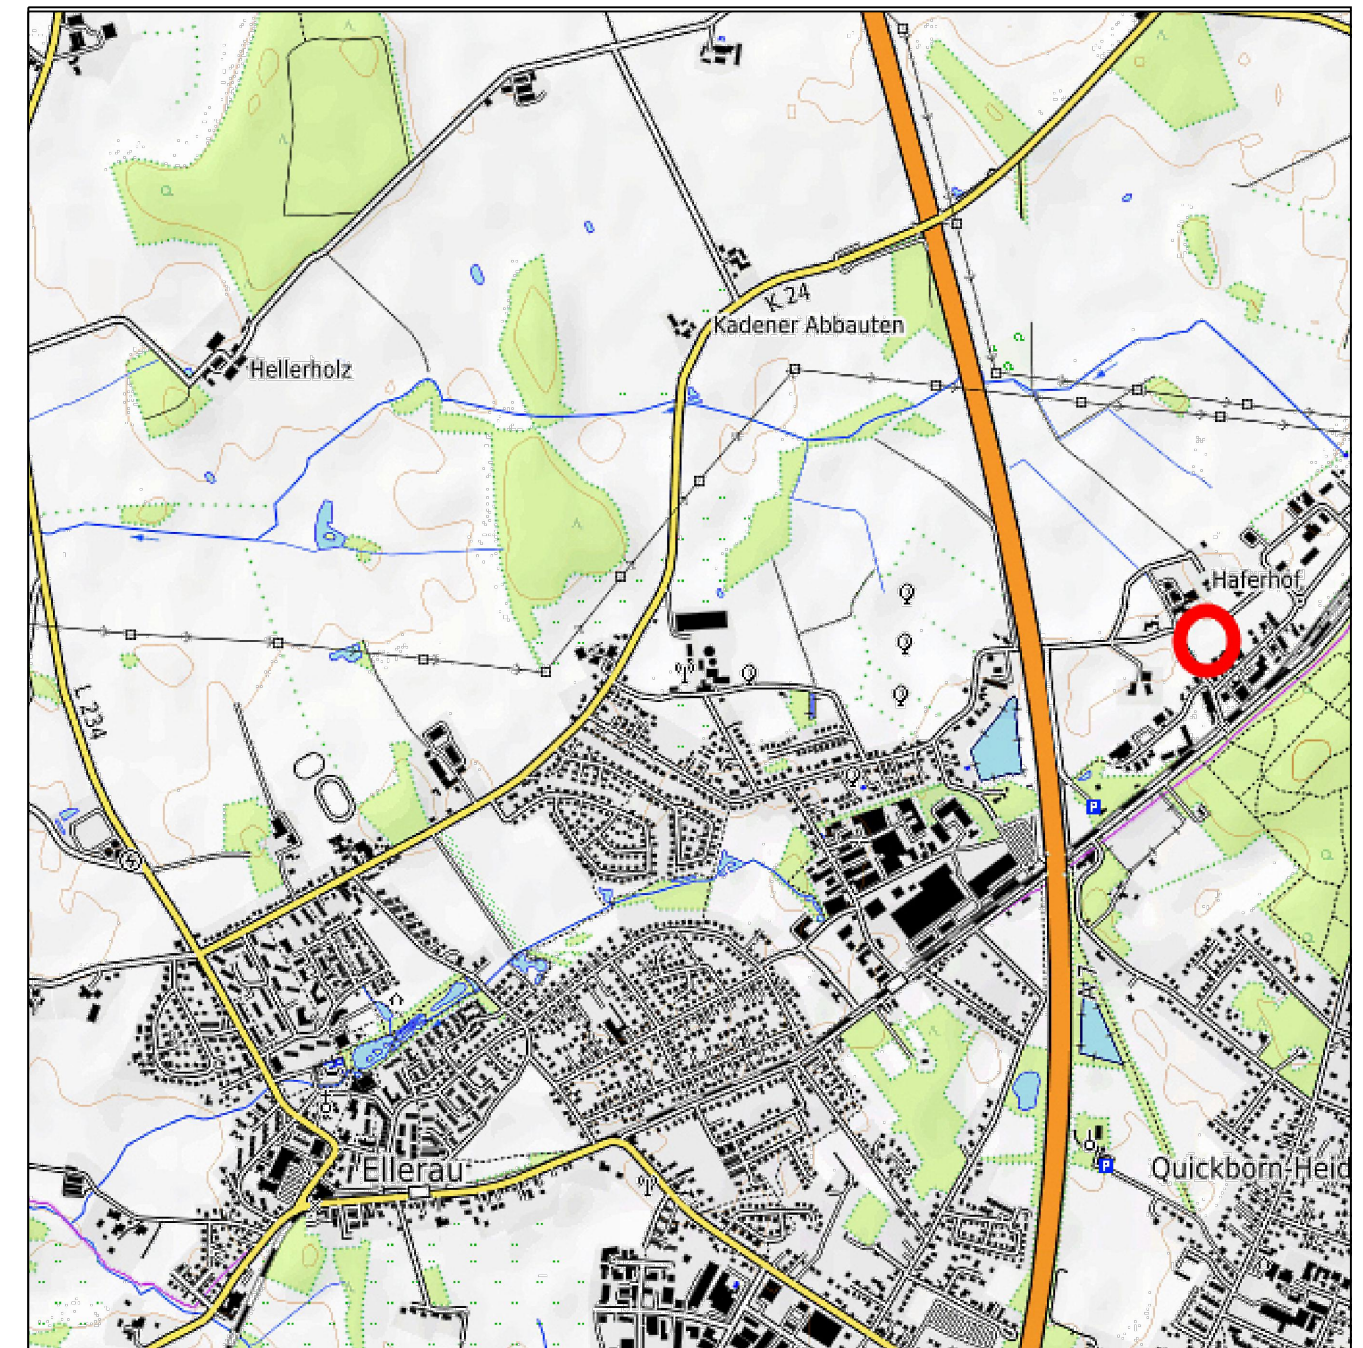 K 24
Kadener Abbauten
Hellerholz
Haferhof
L 234
P
Ellerau
P
Quickborn-Heid